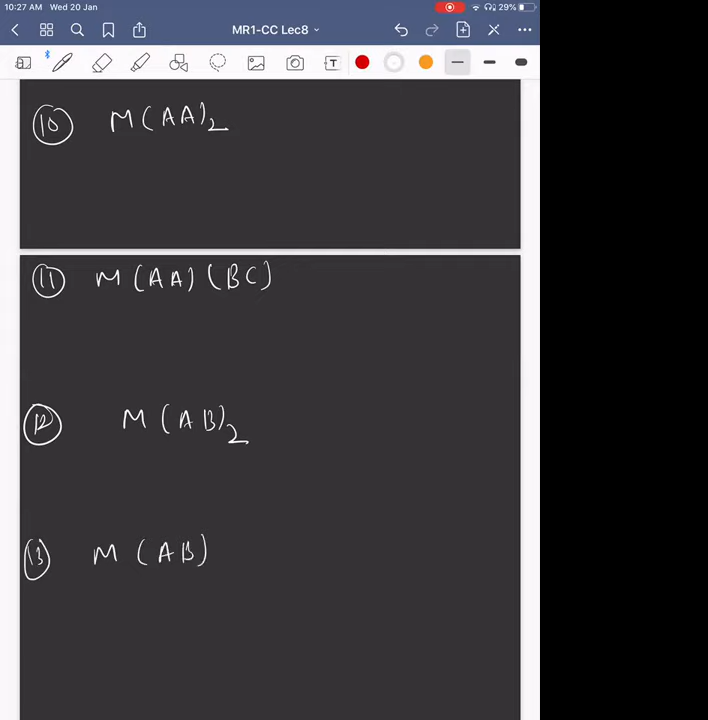 10:27 AM Wed 20 Jan 29%
MR1-CC Lec8
T
10 M(AA)2
11 M(AA)(BC)
12 M(AB)2
13 M(AB)